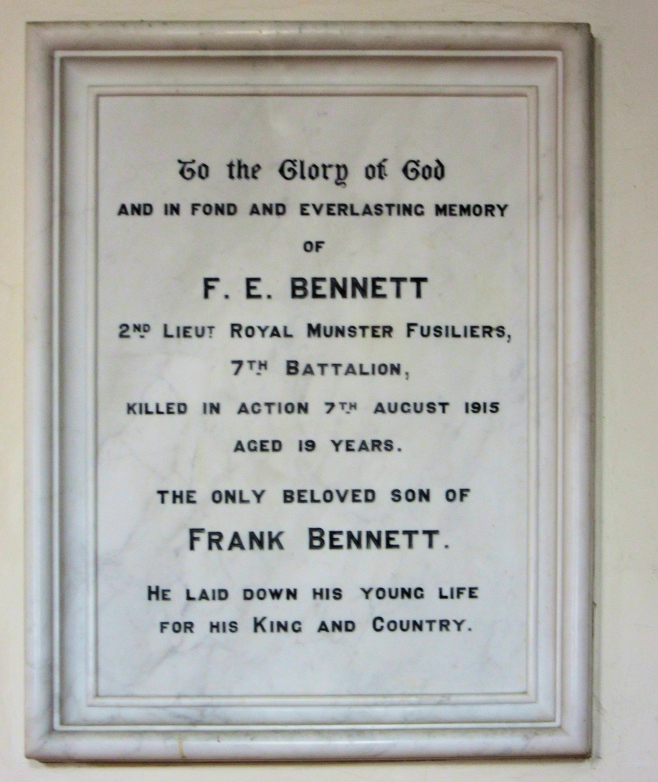 To the Glory of God
AND IN FOND AND EVERLASTING MEMORY
OF
F. E. BENNETT
2ND LIEUT ROYAL MUNSTER FUSILIERS,
7TH BATTALION,
KILLED IN ACTION 7TH AUGUST 1915
AGED 19 YEARS.
THE ONLY BELOVED SON OF
FRANK BENNETT.
HE LAID DOWN HIS YOUNG LIFE
FOR HIS KING AND COUNTRY.